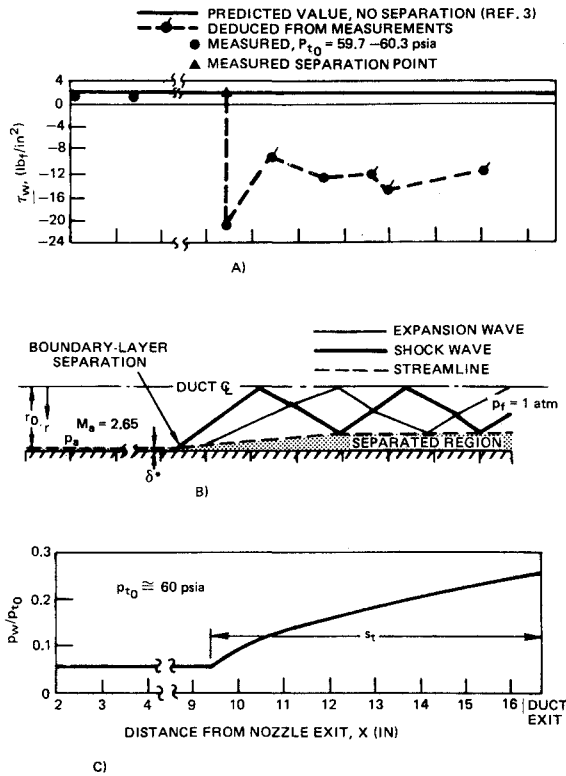 PREDICTED VALUE, NO SEPARATION (REF. 3)
DEDUCED FROM MEASUREMENTS
MEASURED, Pt0 = 59.7 –60.3 psia
MEASURED SEPARATION POINT
4
0
-4
-8
-12
-16
-20
-24
τw, (lbf/in2)
A)
BOUNDARY-LAYER
SEPARATION
EXPANSION WAVE
SHOCK WAVE
STREAMLINE
DUCT ℄
r0, r
Ma = 2.65
pa
pf = 1 atm
SEPARATED REGION
δ*
B)
0.3
0.2
0.1
0
pw/pt0
pt0 ≅ 60 psia
st
2 3 4 9 10 11 12 13 14 15 16 DUCT
EXIT
DISTANCE FROM NOZZLE EXIT, X (IN)
C)